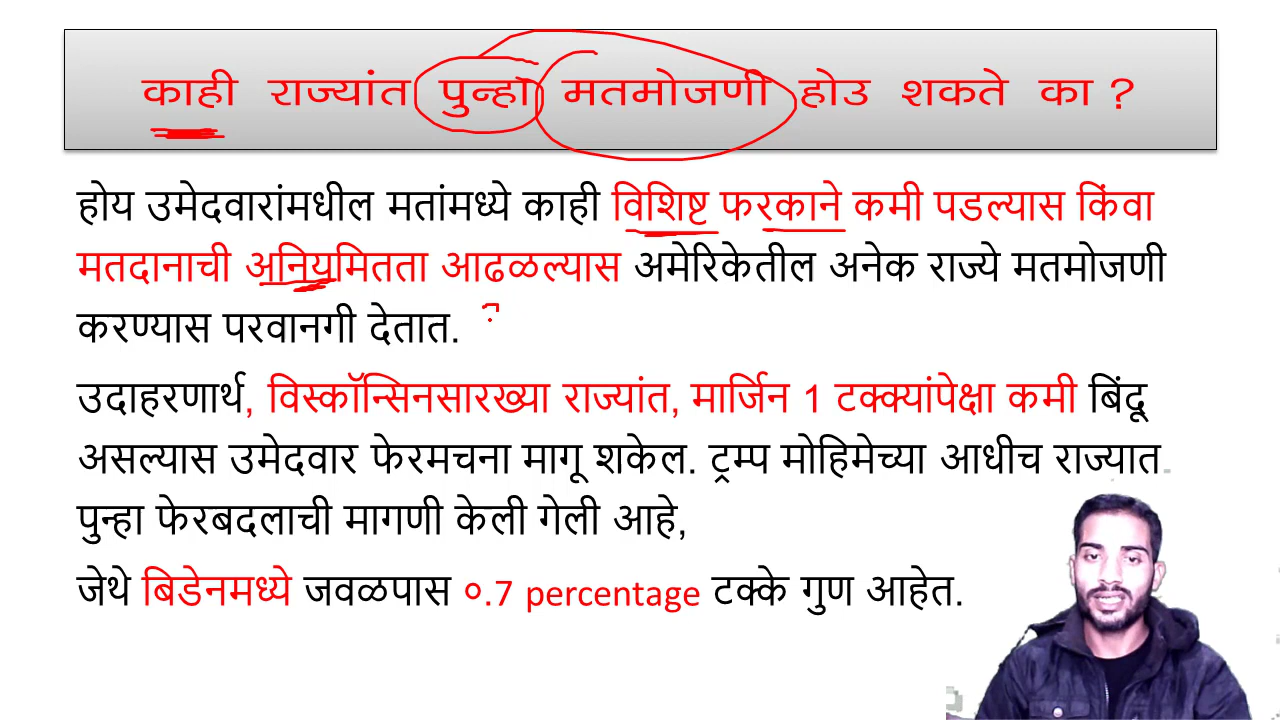 काही राज्यांत पुन्हा मतमोजणी होउ शकते का ?
होय उमेदवारांमधील मतांमध्ये काही विशिष्ट फरकाने कमी पडल्यास किंवा
मतदानाची अनियमितता आढळल्यास अमेरिकेतील अनेक राज्ये मतमोजणी
करण्यास परवानगी देतात.
उदाहरणार्थ, विस्कॉन्सिनसारख्या राज्यांत, मार्जिन 1 टक्क्यांपेक्षा कमी बिंदू
असल्यास उमेदवार फेरमचना मागू शकेल. ट्रम्प मोहिमेच्या आधीच राज्यात
पुन्हा फेरबदलाची मागणी केली गेली आहे,
जेथे बिडेनमध्ये जवळपास ०.7 percentage टक्के गुण आहेत.